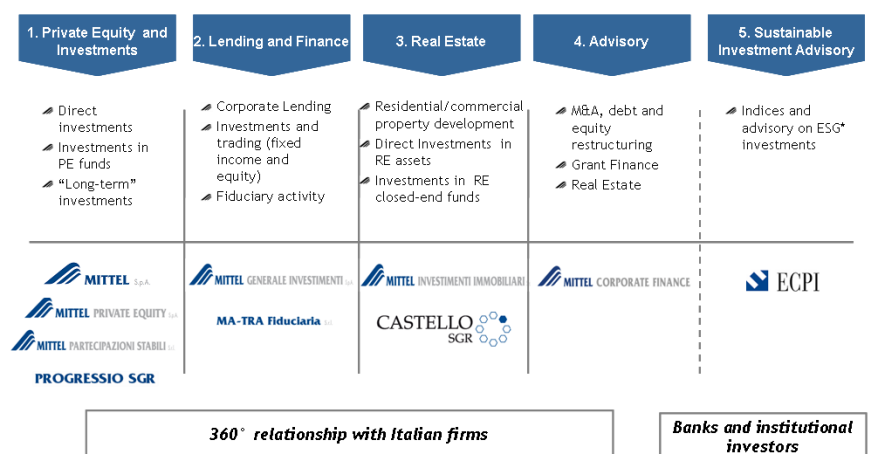 1. Private Equity and
Investments
2. Lending and Finance
3. Real Estate
4. Advisory
5. Sustainable
Investment Advisory
Direct
investments
Investments in
PE funds
“Long-term”
investments
Corporate Lending
Investments and
trading (fixed
income and
equity)
Fiduciary activity
Residential/commercial
property development
Direct Investments in
RE assets
Investments in RE
closed-end funds
M&A, debt and
equity
restructuring
Grant Finance
Real Estate
Indices and
advisory on ESG*
investments
MITTEL S.p.A.
MITTEL PRIVATE EQUITY
MITTEL PARTECIPAZIONI STABILI
PROGRESSIO SGR
MITTEL GENERALE INVESTIMENTI
MA-TRA Fiduciaria
MITTEL INVESTIMENTI IMMOBILIARI
CASTELLO
SGR
MITTEL CORPORATE FINANCE
ECPI
360° relationship with Italian firms
Banks and institutional
investors